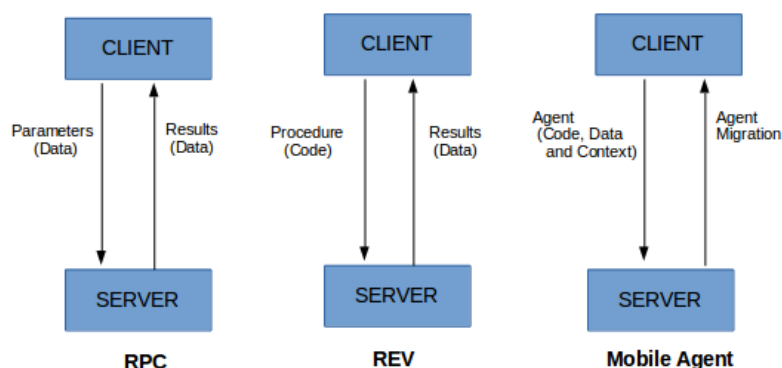 CLIENT
Parameters
(Data)
Results
(Data)
SERVER
RPC
CLIENT
Procedure
(Code)
Results
(Data)
SERVER
REV
CLIENT
Agent
(Code, Data
and Context)
Agent
Migration
SERVER
Mobile Agent